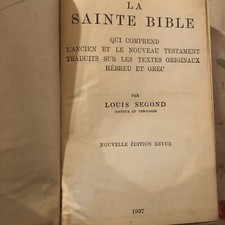 LA
SAINTE BIBLE
QUI COMPREND
L'ANCIEN ET LE NOUVEAU TESTAMENT
TRADUITS SUR LES TEXTES ORIGINAUX
HÉBREU ET GREC
PAR
LOUIS SEGOND
DOCTEUR EN THÉOLOGIE
NOUVELLE ÉDITION REVUE
1937